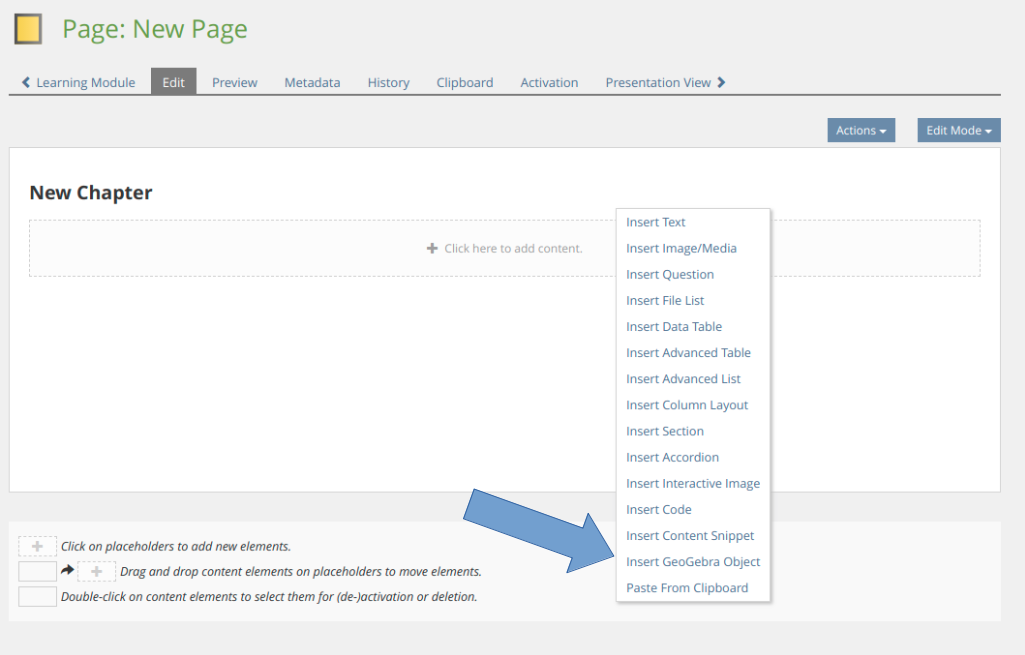 Page: New Page
Learning Module Edit Preview Metadata History Clipboard Activation Presentation View
Actions Edit Mode
New Chapter
Click here to add content.
Insert Text
Insert Image/Media
Insert Question
Insert File List
Insert Data Table
Insert Advanced Table
Insert Advanced List
Insert Column Layout
Insert Section
Insert Accordion
Insert Interactive Image
Insert Code
Insert Content Snippet
Insert GeoGebra Object
Paste From Clipboard
Click on placeholders to add new elements.
Drag and drop content elements on placeholders to move elements.
Double-click on content elements to select them for (de-)activation or deletion.